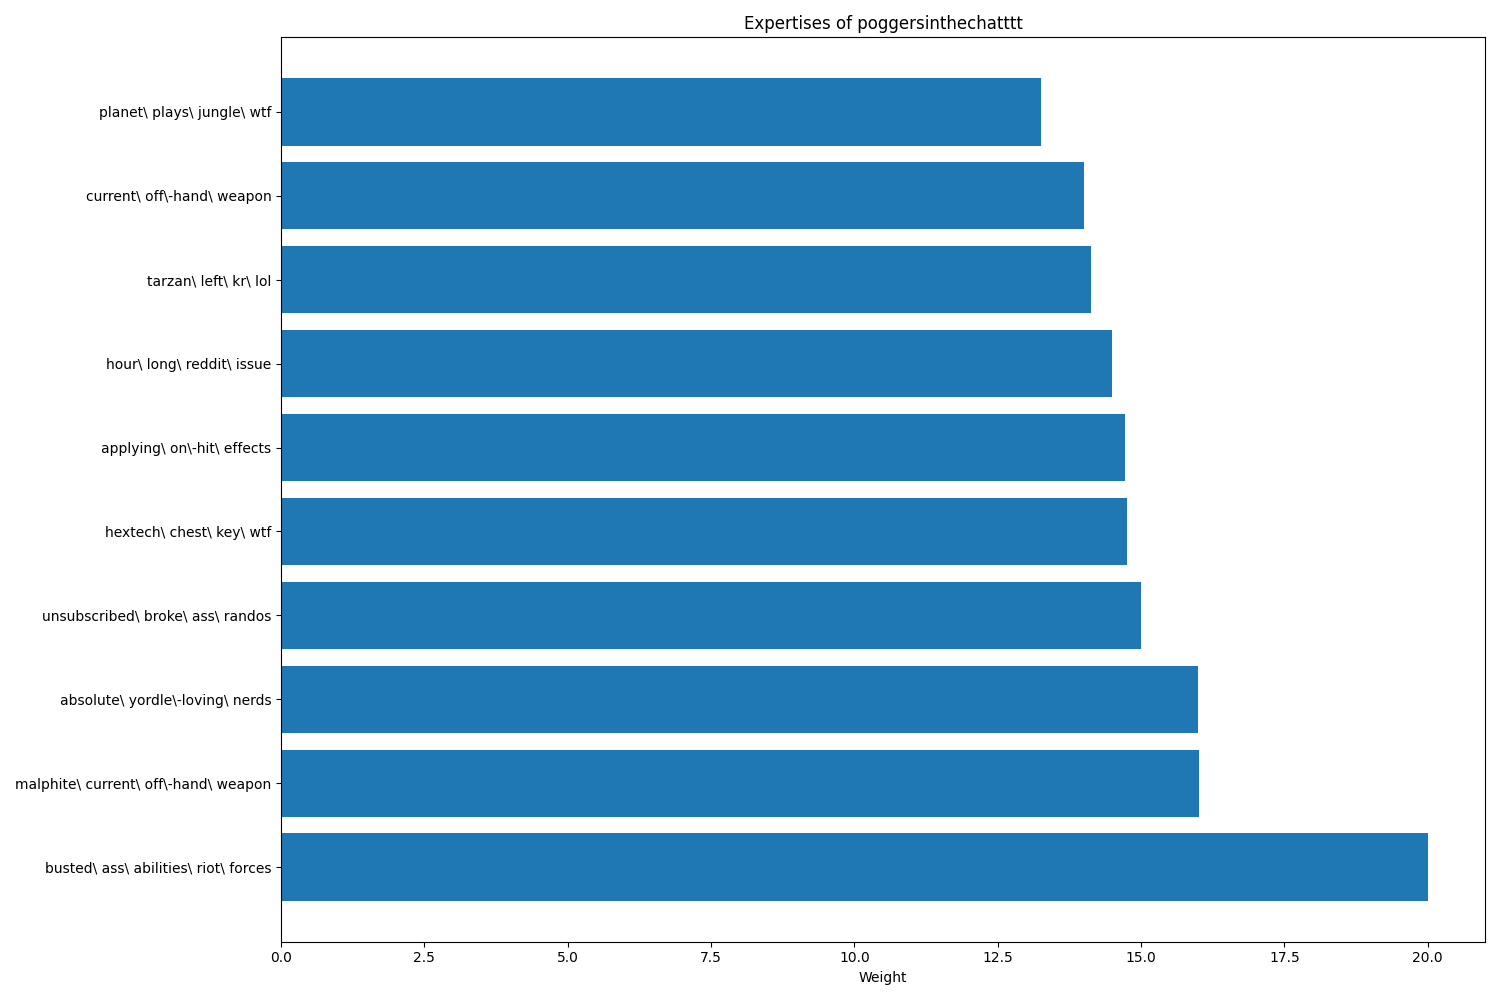 Expertises of poggersinthechatttt
planet\ plays\ jungle\ wtf
current\ off\-hand\ weapon
tarzan\ left\ kr\ lol
hour\ long\ reddit\ issue
applying\ on\-hit\ effects
hextech\ chest\ key\ wtf
unsubscribed\ broke\ ass\ randos
absolute\ yordle\-loving\ nerds
malphite\ current\ off\-hand\ weapon
busted\ ass\ abilities\ riot\ forces
0.0 2.5 5.0 7.5 10.0 12.5 15.0 17.5 20.0
Weight